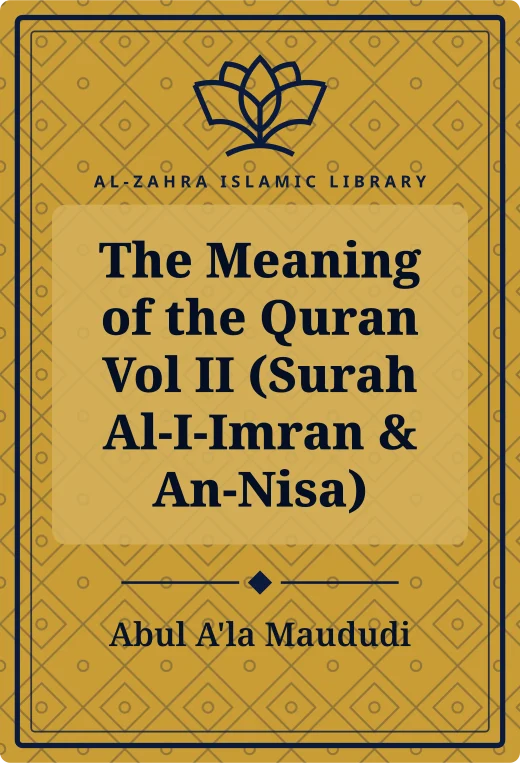 AL-ZAHRA ISLAMIC LIBRARY
The Meaning
of the Quran
Vol II (Surah
Al-I-Imran &
An-Nisa)
Abul A'la Maududi